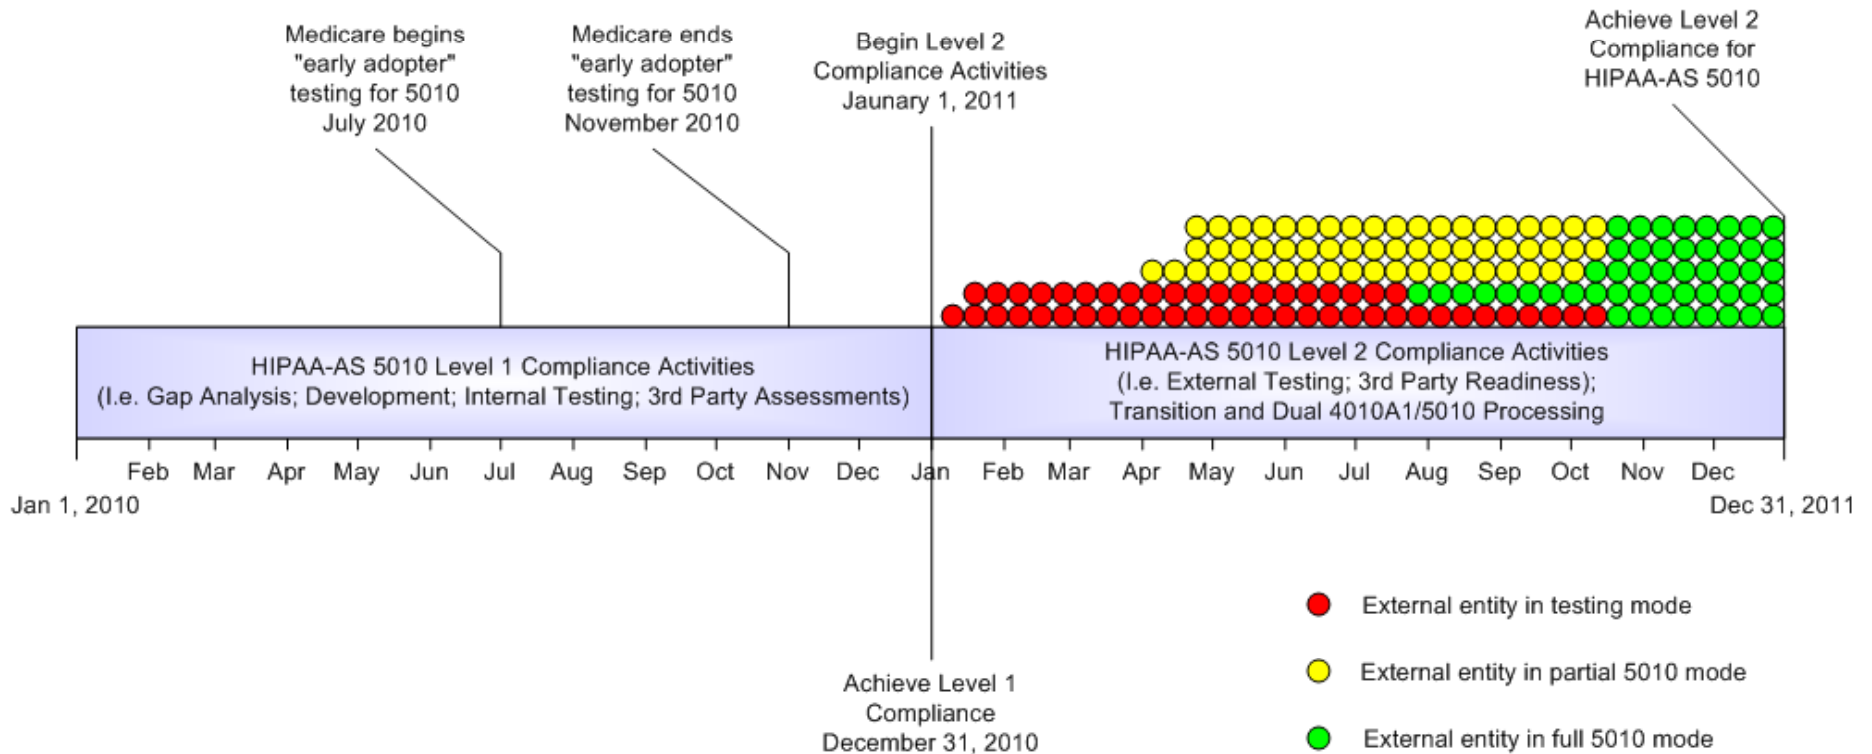 Medicare begins
"early adopter"
testing for 5010
July 2010
Medicare ends
"early adopter"
testing for 5010
November 2010
Begin Level 2
Compliance Activities
Jaunary 1, 2011
Achieve Level 2
Compliance for
HIPAA-AS 5010
HIPAA-AS 5010 Level 1 Compliance Activities
(I.e. Gap Analysis; Development; Internal Testing; 3rd Party Assessments)
HIPAA-AS 5010 Level 2 Compliance Activities
(I.e. External Testing; 3rd Party Readiness);
Transition and Dual 4010A1/5010 Processing
Feb Mar Apr May Jun Jul Aug Sep Oct Nov Dec Jan Feb Mar Apr May Jun Jul Aug Sep Oct Nov Dec
Jan 1, 2010
Dec 31, 2011
External entity in testing mode
External entity in partial 5010 mode
External entity in full 5010 mode
Achieve Level 1
Compliance
December 31, 2010